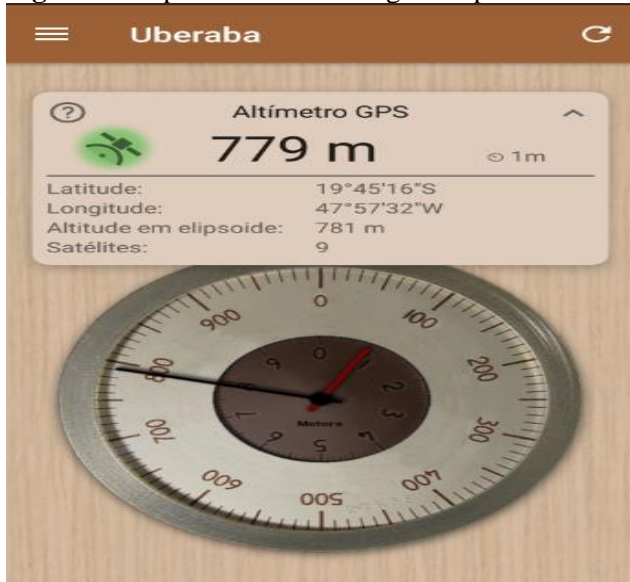 Uberaba
Altímetro GPS
779 m
1m
Latitude: 19°45'16"S
Longitude: 47°57'32"W
Altitude em elipsoide: 781 m
Satélites: 9
0
100
200
300
400
500
600
700
800
900
0
1
2
3
4
5
6
7
8
9
Meters